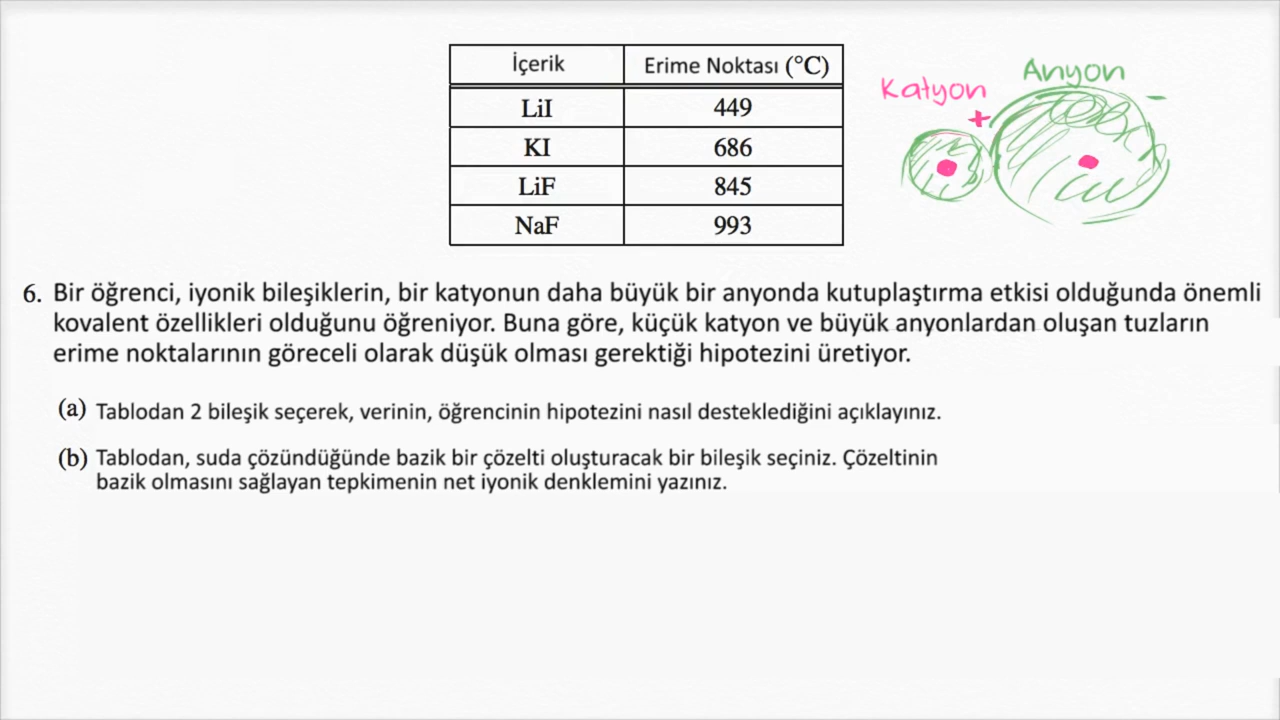 İçerik Erime Noktası (°C)
LiI 449
KI 686
LiF 845
NaF 993
Katyon
+
Anyon
-
6. Bir öğrenci, iyonik bileşiklerin, bir katyonun daha büyük bir anyonda kutuplaştırma etkisi olduğunda önemli
kovalent özellikleri olduğunu öğreniyor. Buna göre, küçük katyon ve büyük anyonlardan oluşan tuzların
erime noktalarının göreceli olarak düşük olması gerektiği hipotezini üretiyor.
(a) Tablodan 2 bileşik seçerek, verinin, öğrencinin hipotezini nasıl desteklediğini açıklayınız.
(b) Tablodan, suda çözündüğünde bazik bir çözelti oluşturacak bir bileşik seçiniz. Çözeltinin
bazik olmasını sağlayan tepkimenin net iyonik denklemini yazınız.